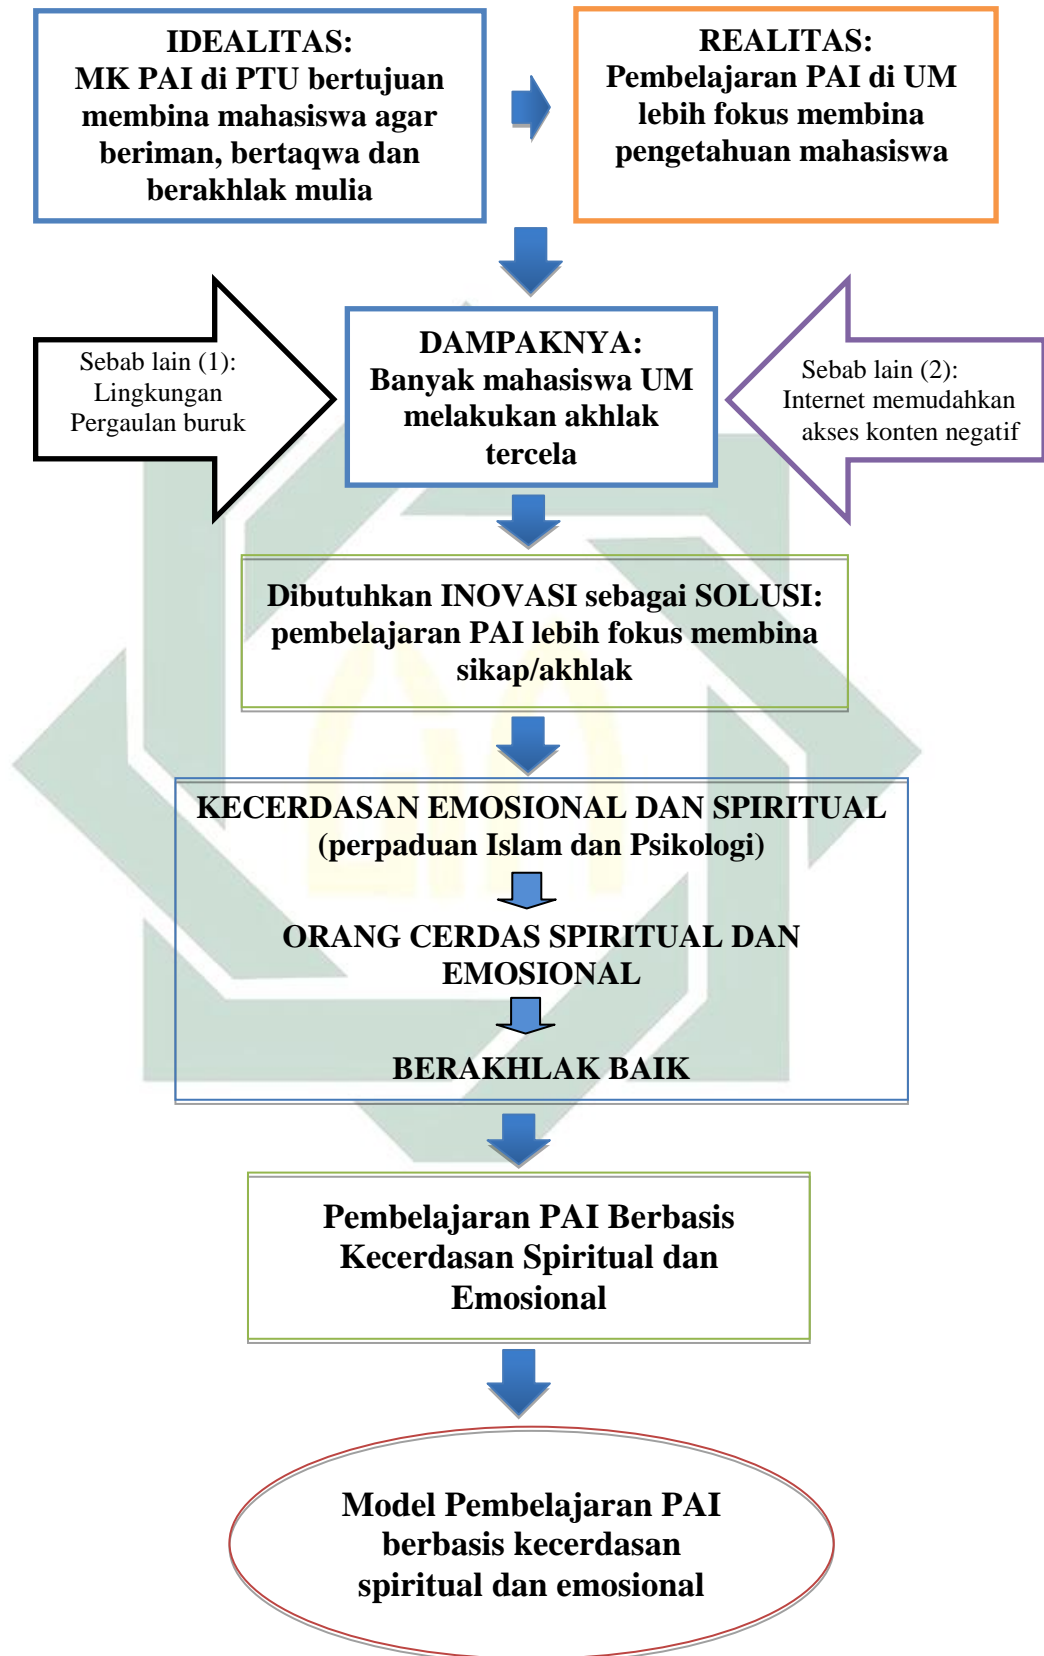 IDEALITAS:
MK PAI di PTU bertujuan
membina mahasiswa agar
beriman, bertaqwa dan
berakhlak mulia
REALITAS:
Pembelajaran PAI di UM
lebih fokus membina
pengetahuan mahasiswa
Sebab lain (1):
Lingkungan
Pergaulan buruk
DAMPAKNYA:
Banyak mahasiswa UM
melakukan akhlak
tercela
Sebab lain (2):
Internet memudahkan
akses konten negatif
Dibutuhkan INOVASI sebagai SOLUSI:
pembelajaran PAI lebih fokus membina
sikap/akhlak
KECERDASAN EMOSIONAL DAN SPIRITUAL
(perpaduan Islam dan Psikologi)
ORANG CERDAS SPIRITUAL DAN
EMOSIONAL
BERAKHLAK BAIK
Pembelajaran PAI Berbasis
Kecerdasan Spiritual dan
Emosional
Model Pembelajaran PAI
berbasis kecerdasan
spiritual dan emosional